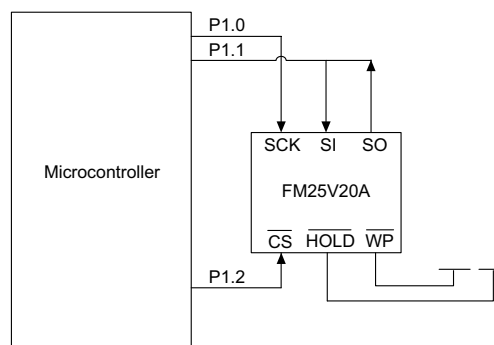 P1.0
P1.1
SCK SI SO
Microcontroller
FM25V20A
CS HOLD WP
P1.2